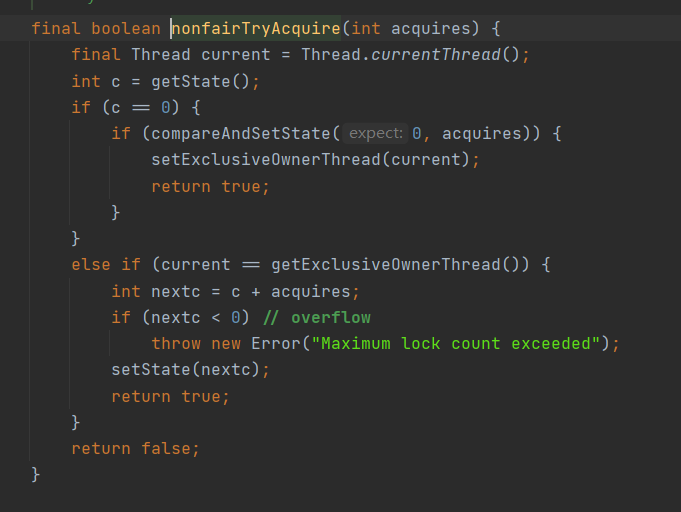 final boolean nonfairTryAcquire(int acquires) {
final Thread current = Thread.currentThread();
int c = getState();
if (c == 0) {
if (compareAndSetState( expect: 0, acquires)) {
setExclusiveOwnerThread(current);
return true;
}
}
else if (current == getExclusiveOwnerThread()) {
int nextc = c + acquires;
if (nextc < 0) // overflow
throw new Error("Maximum lock count exceeded");
setState(nextc);
return true;
}
return false;
}